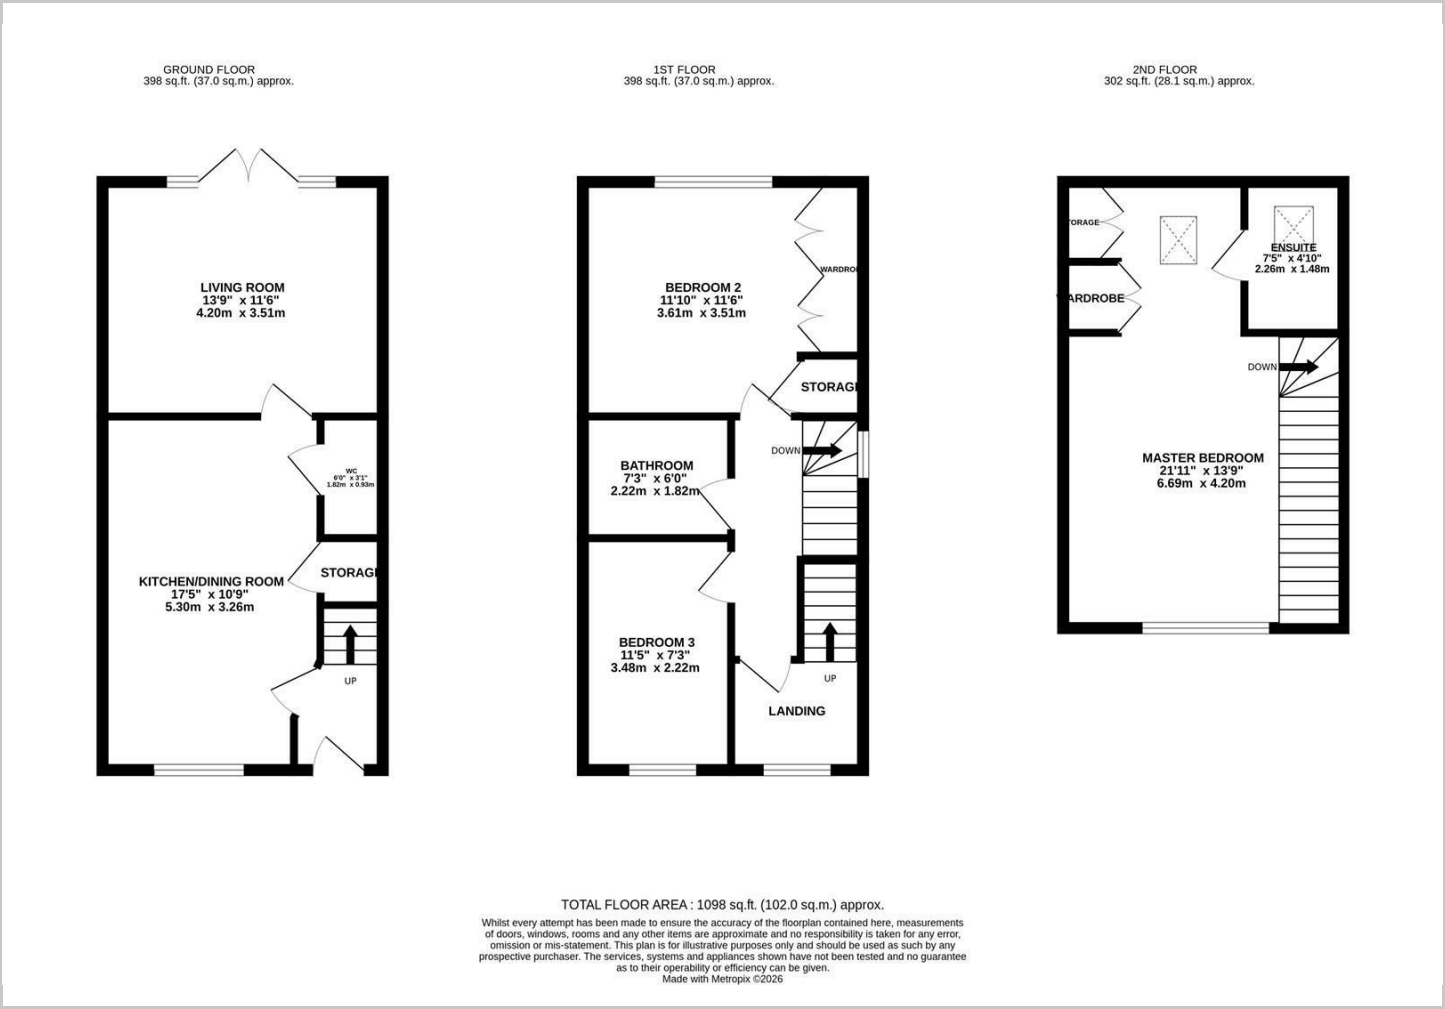 GROUND FLOOR
398 sq.ft. (37.0 sq.m.) approx.
1ST FLOOR
398 sq.ft. (37.0 sq.m.) approx.
2ND FLOOR
302 sq.ft. (28.1 sq.m.) approx.
LIVING ROOM
13'9" x 11'6"
4.20m x 3.51m
WC
6'0" x 3'1"
1.82m x 0.93m
KITCHEN/DINING ROOM
17'5" x 10'9"
5.30m x 3.26m
STORAGE
UP
BEDROOM 2
11'10" x 11'6"
3.61m x 3.51m
WARDROB
STORAGE
DOWN
BATHROOM
7'3" x 6'0"
2.22m x 1.82m
BEDROOM 3
11'5" x 7'3"
3.48m x 2.22m
UP
LANDING
TORAGE
ENSUITE
7'5" x 4'10"
2.26m x 1.48m
WARDROBE
DOWN
MASTER BEDROOM
21'11" x 13'9"
6.69m x 4.20m
TOTAL FLOOR AREA : 1098 sq.ft. (102.0 sq.m.) approx.
Whilst every attempt has been made to ensure the accuracy of the floorplan contained here, measurements
of doors, windows, rooms and any other items are approximate and no responsibility is taken for any error,
omission or mis-statement. This plan is for illustrative purposes only and should be used as such by any
prospective purchaser. The services, systems and appliances shown have not been tested and no guarantee
as to their operability or efficiency can be given.
Made with Metropix ©2026